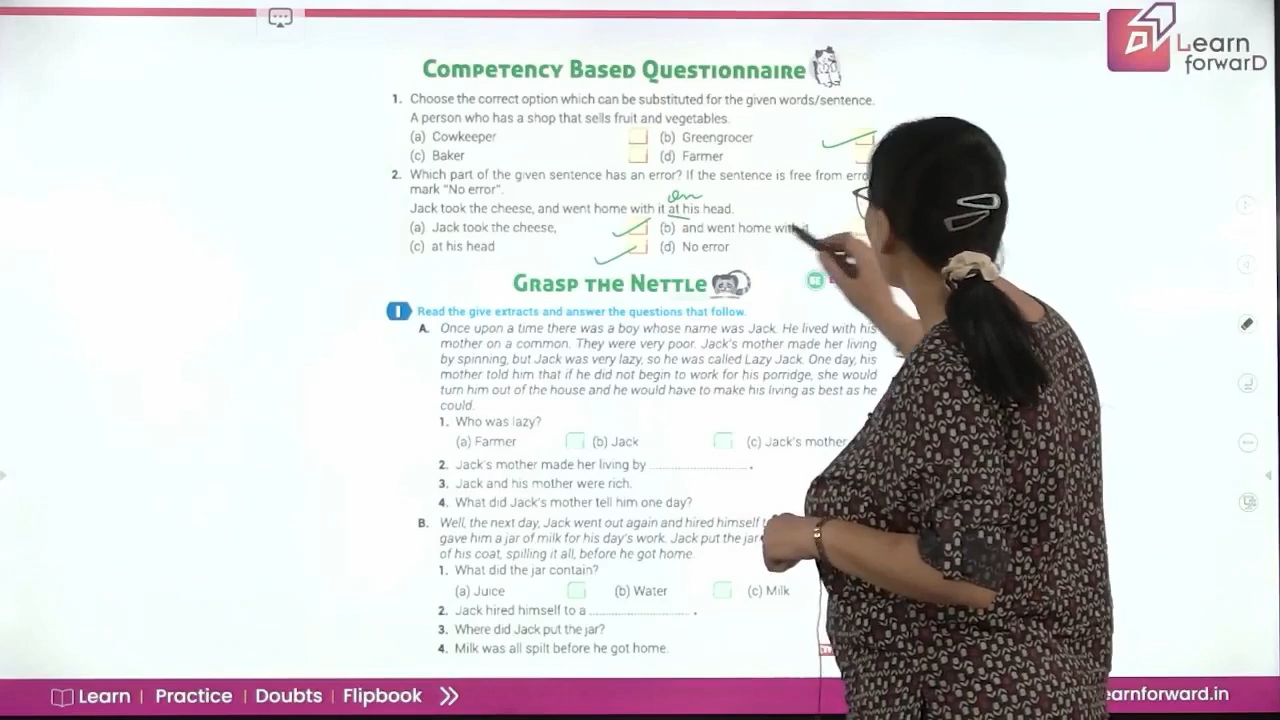 Learn
forwarD
Competency Based Questionnaire
1. Choose the correct option which can be substituted for the given words/sentence.
A person who has a shop that sells fruit and vegetables.
(a) Cowkeeper (b) Greengrocer
(c) Baker (d) Farmer
2. Which part of the given sentence has an error? If the sentence is free from
mark "No error".
on
Jack took the cheese, and went home with it at his head.
(a) Jack took the cheese, (b) and went home with
(c) at his head (d) No error
Grasp the Nettle
I Read the give extracts and answer the questions that follow.
A. Once upon a time there was a boy whose name was Jack. He lived with his
mother on a common. They were very poor. Jack's mother made her living
by spinning, but Jack was very lazy, so he was called Lazy Jack. One day, his
mother told him that if he did not begin to work for his porridge, she would
turn him out of the house and he would have to make his living as best as he
could.
1. Who was lazy?
(a) Farmer (b) Jack (c) Jack's mother
2. Jack's mother made her living by .......................... .
3. Jack and his mother were rich.
4. What did Jack's mother tell him one day?
B. Well, the next day, Jack went out again and hired himself
gave him a jar of milk for his day's work. Jack put the jar
of his coat, spilling it all, before he got home.
1. What did the jar contain?
(a) Juice (b) Water (c) Milk
2. Jack hired himself to a .......................... .
3. Where did Jack put the jar?
4. Milk was all spilt before he got home.
Learn | Practice | Doubts | Flipbook
earnforward.in